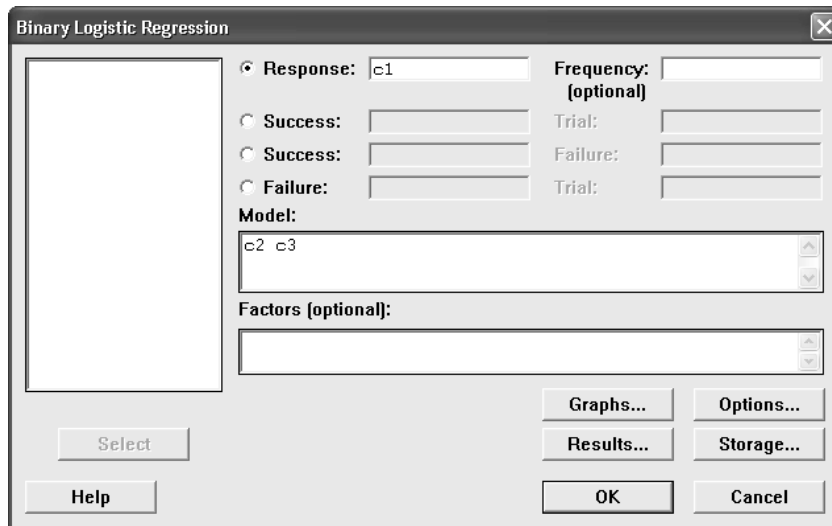 Binary Logistic Regression
Response: c1 Frequency:
(optional)
Success: Trial:
Success: Failure:
Failure: Trial:
Model:
c2 c3
Factors (optional):
Graphs... Options...
Select Results... Storage...
Help OK Cancel